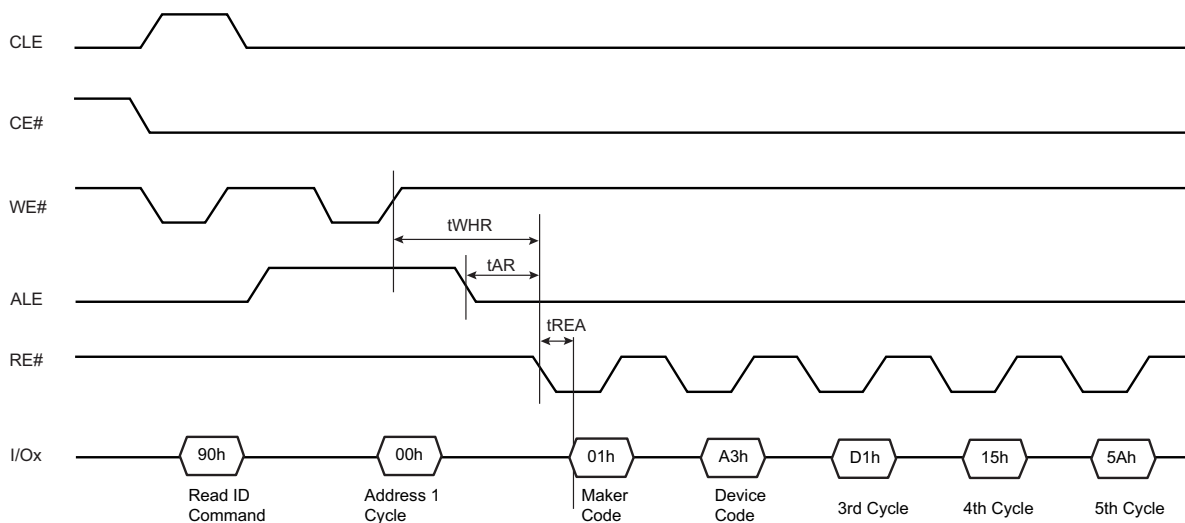 CLE
CE#
WE#
tWHR
tAR
ALE
tREA
RE#
I/Ox
90h
00h
01h
A3h
D1h
15h
5Ah
Read ID
Command
Address 1
Cycle
Maker
Code
Device
Code
3rd Cycle
4th Cycle
5th Cycle